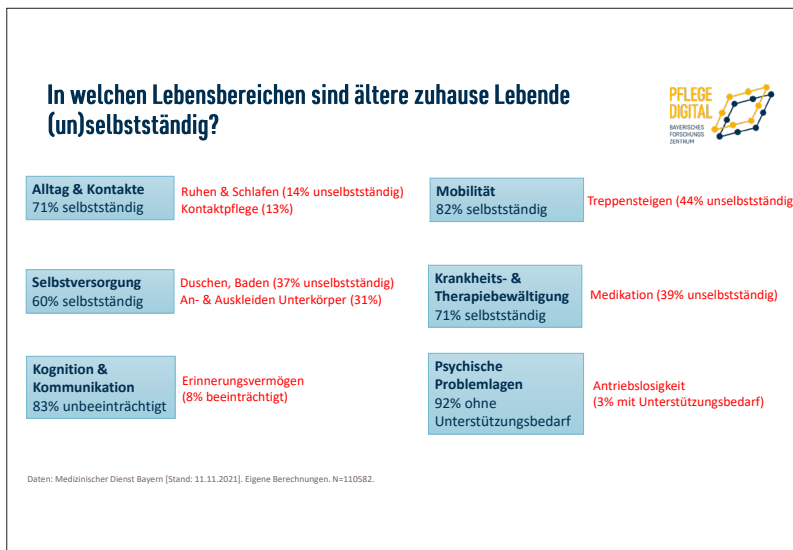 In welchen Lebensbereichen sind ältere zuhause Lebende
(un)selbstständig?
PFLEGE
DIGITAL
BAYERISCHES
FORSCHUNGS
ZENTRUM
Alltag & Kontakte
71% selbstständig
Ruhen & Schlafen (14% unselbstständig)
Kontaktpflege (13%)
Mobilität
82% selbstständig
Treppensteigen (44% unselbstständig
Selbstversorgung
60% selbstständig
Duschen, Baden (37% unselbstständig)
An- & Auskleiden Unterkörper (31%)
Krankheits- &
Therapiebewältigung
71% selbstständig
Medikation (39% unselbstständig)
Kognition &
Kommunikation
83% unbeeinträchtigt
Erinnerungsvermögen
(8% beeinträchtigt)
Psychische
Problemlagen
92% ohne
Unterstützungsbedarf
Antriebslosigkeit
(3% mit Unterstützungsbedarf)
Daten: Medizinischer Dienst Bayern [Stand: 11.11.2021]. Eigene Berechnungen. N=110582.